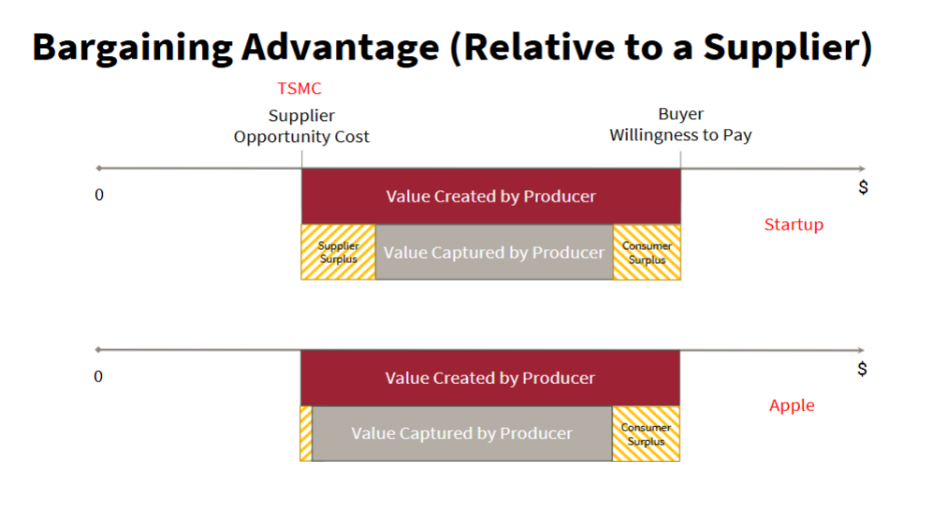 Bargaining Advantage (Relative to a Supplier)
TSMC
Supplier
Opportunity Cost
Buyer
Willingness to Pay
0
$
Value Created by Producer
Startup
Supplier
Surplus
Value Captured by Producer
Consumer
Surplus
0
$
Value Created by Producer
Apple
Value Captured by Producer
Consumer
Surplus